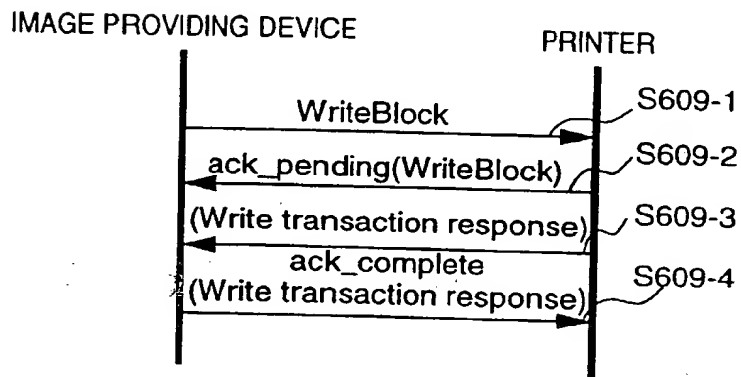 IMAGE PROVIDING DEVICE
PRINTER
WriteBlock
S609-1
ack_pending(WriteBlock)
S609-2
(Write transaction response)
S609-3
ack_complete
(Write transaction response)
S609-4